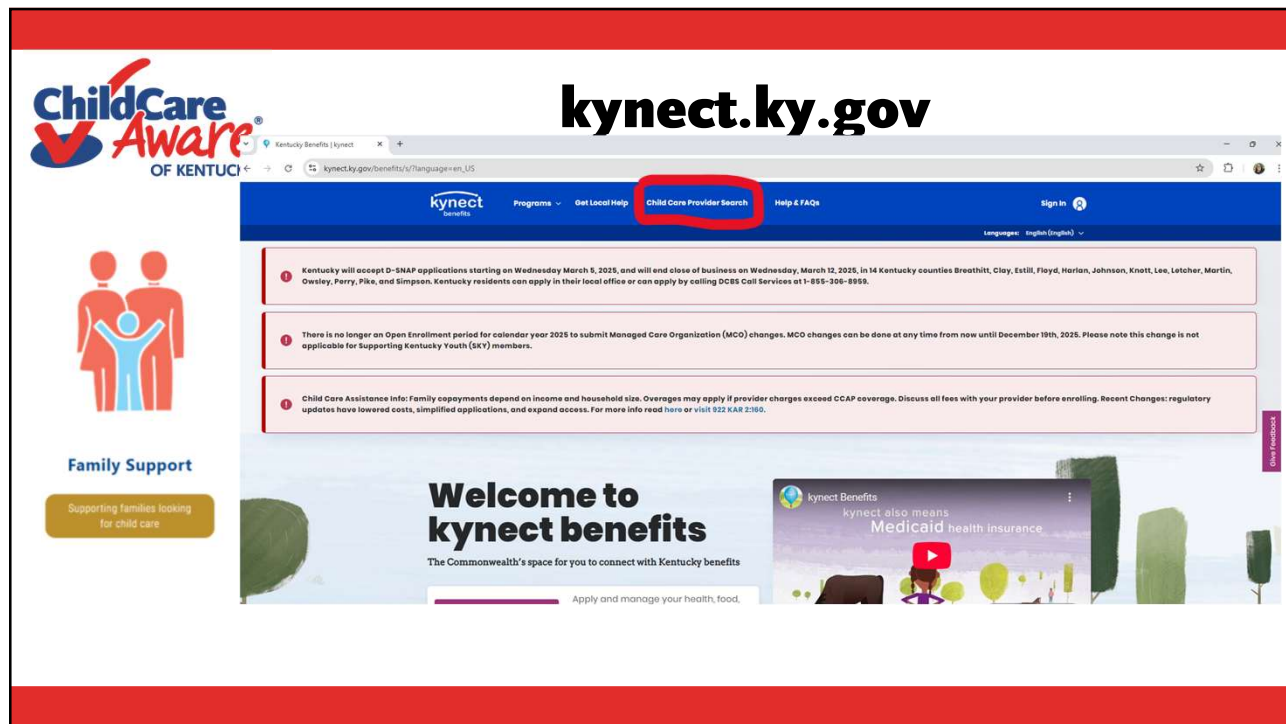 ChildCare
Aware®
OF KENTUC
kynect.ky.gov
Kentucky Benefits | kynect
kynect.ky.gov/benefits/s/?language=en_US
kynect
benefits
Programs
Get Local Help
Child Care Provider Search
Help & FAQs
Sign In
Languages: English (English)
Kentucky will accept D-SNAP applications starting on Wednesday March 5, 2025, and will end close of business on Wednesday, March 12, 2025, in 14 Kentucky counties Breathitt, Clay, Estill, Floyd, Harlan, Johnson, Knott, Lee, Letcher, Martin,
Owsley, Perry, Pike, and Simpson. Kentucky residents can apply in their local office or can apply by calling DCBS Call Services at 1-855-306-8959.
There is no longer an Open Enrollment period for calendar year 2025 to submit Managed Care Organization (MCO) changes. MCO changes can be done at any time from now until December 19th, 2025. Please note this change is not
applicable for Supporting Kentucky Youth (SKY) members.
Child Care Assistance Info: Family copayments depend on income and household size. Overages may apply if provider charges exceed CCAP coverage. Discuss all fees with your provider before enrolling. Recent Changes: regulatory
updates have lowered costs, simplified applications, and expand access. For more info read here or visit 922 KAR 2:160.
Give Feedback
Family Support
Supporting families looking
for child care
Welcome to
kynect benefits
The Commonwealth's space for you to connect with Kentucky benefits
Apply and manage your health, food,
kynect Benefits
kynect also means
Medicaid health insurance